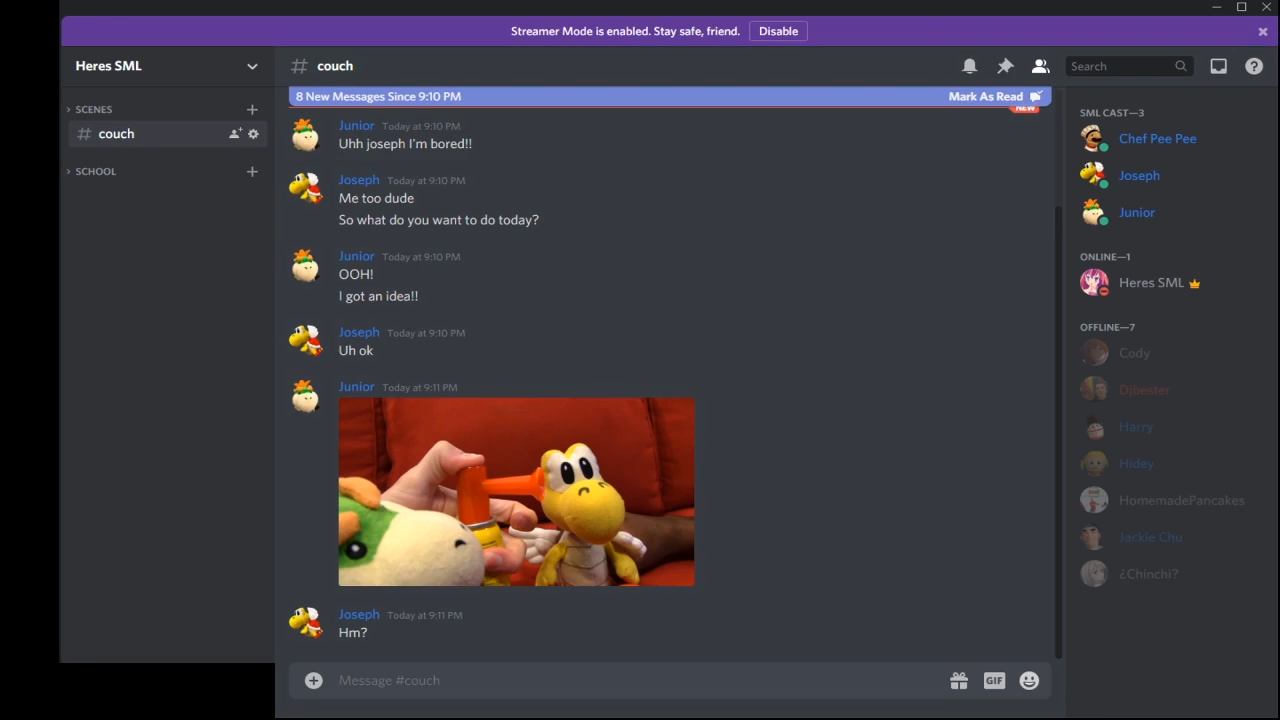 Streamer Mode is enabled. Stay safe, friend. Disable
Heres SML
couch
Search
8 New Messages Since 9:10 PM Mark As Read
NEW
SCENES
couch
SCHOOL
Junior Today at 9:10 PM
Uhh joseph I'm bored!!
Joseph Today at 9:10 PM
Me too dude
So what do you want to do today?
Junior Today at 9:10 PM
OOH!
I got an idea!!
Joseph Today at 9:10 PM
Uh ok
Junior Today at 9:11 PM
Joseph Today at 9:11 PM
Hm?
Message #couch
GIF
SML CAST—3
Chef Pee Pee
Joseph
Junior
ONLINE—1
Heres SML
OFFLINE—7
Cody
Djbester
Harry
Hidey
HomemadePancakes
Jackie Chu
¿Chinchi?